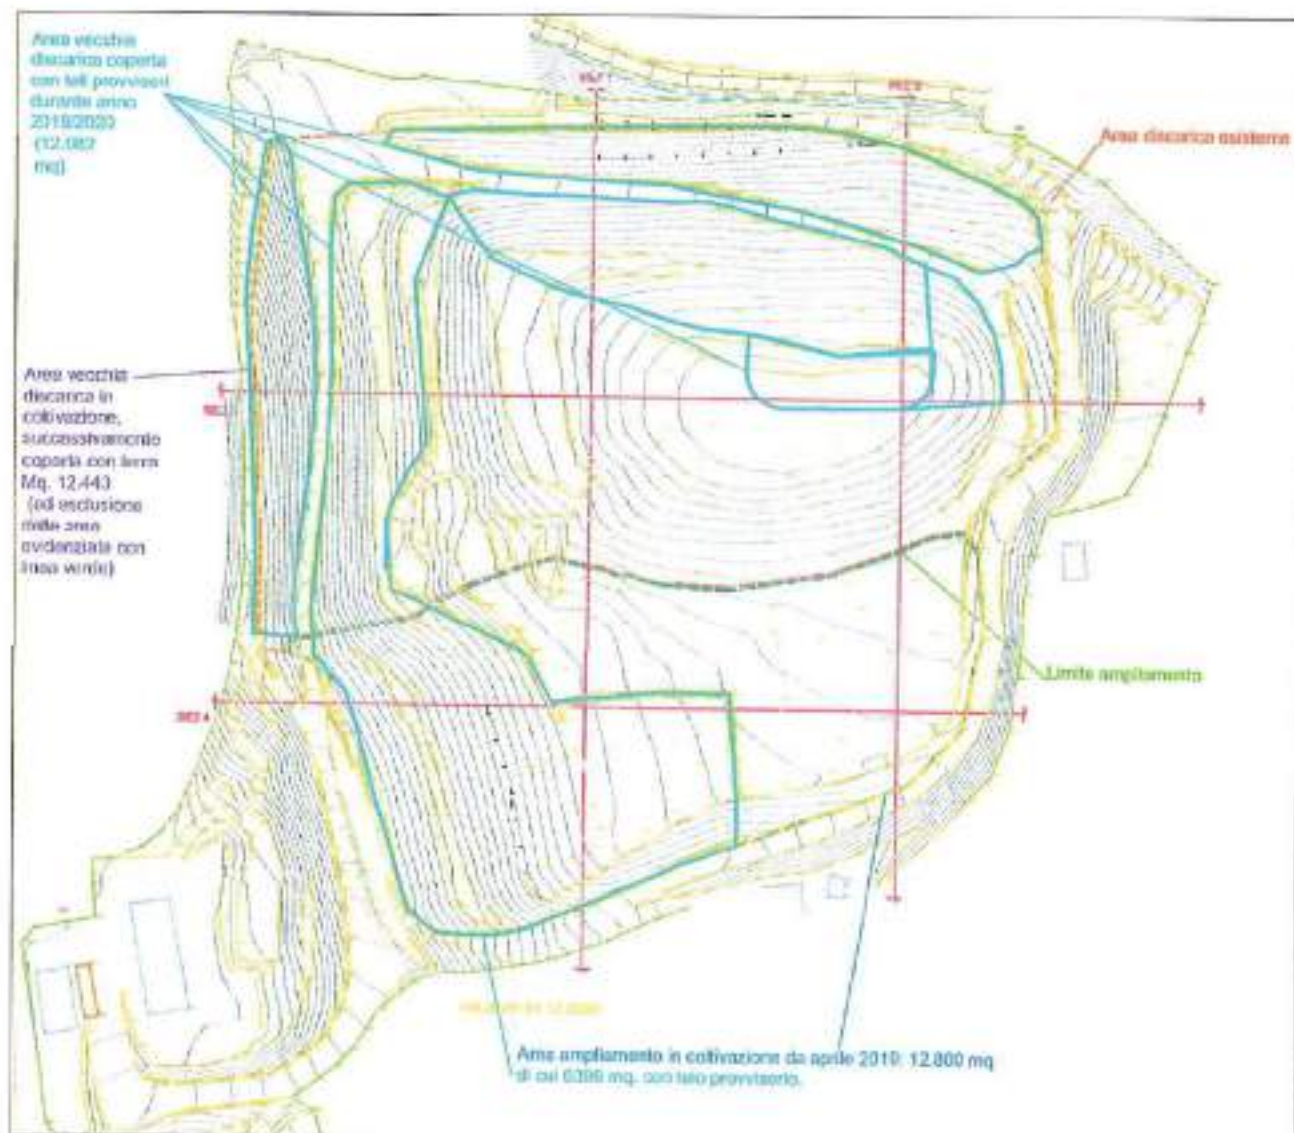 Area vecchia
discarica coperta
con teli provvisori
durante anno
2019/2020
(12.082
mq)
Area discarica esistente
Area vecchia
discarica in
coltivazione,
successivamente
coperta con terra
Mq. 12.443
(ad esclusione
delle aree
evidenziate con
linea verde)
Limite ampliamento
Area ampliamento in coltivazione da aprile 2019: 12.800 mq
di cui 6398 mq. con telo provvisorio.